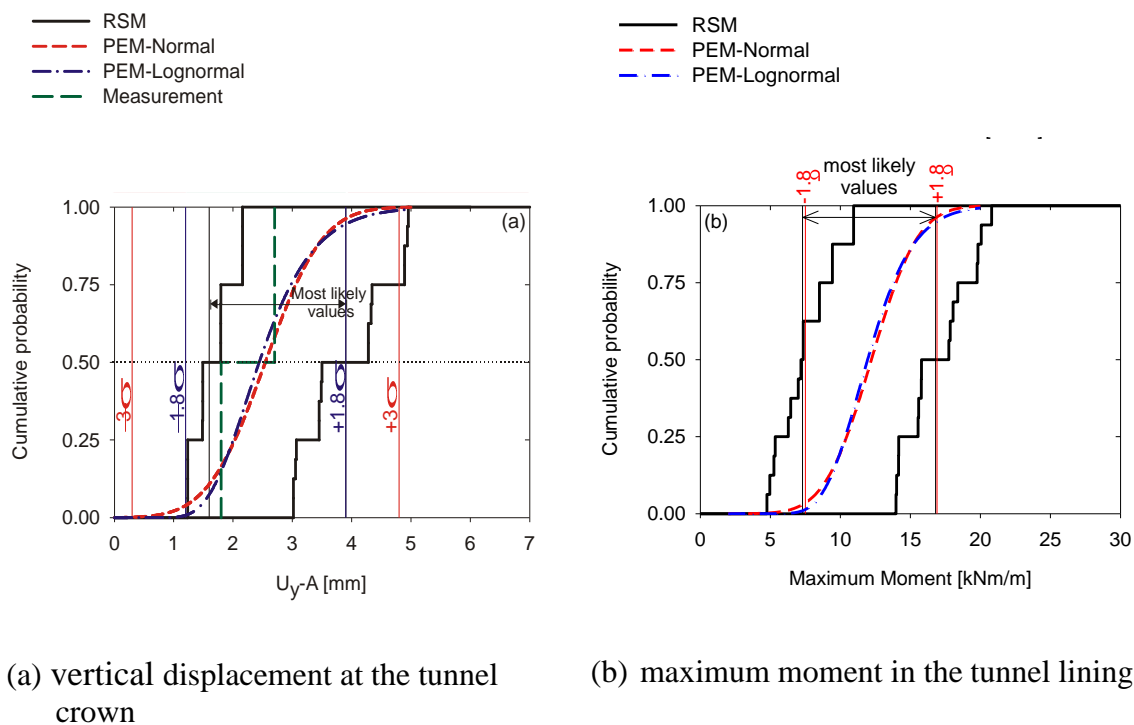 RSM
PEM-Normal
PEM-Lognormal
Measurement
1.00
0.75
0.50
0.25
0.00
Cumulative probability
(a)
Most likely
values
-3σ
-1.8σ
+1.8σ
+3σ
0 1 2 3 4 5 6 7
Uy-A [mm]
RSM
PEM-Normal
PEM-Lognormal
most likely
values
-1.8σ
+1.8σ
1.00
0.75
0.50
0.25
0.00
Cumulative probability
(b)
0 5 10 15 20 25 30
Maximum Moment [kNm/m]
(a) vertical displacement at the tunnel
crown
(b) maximum moment in the tunnel lining